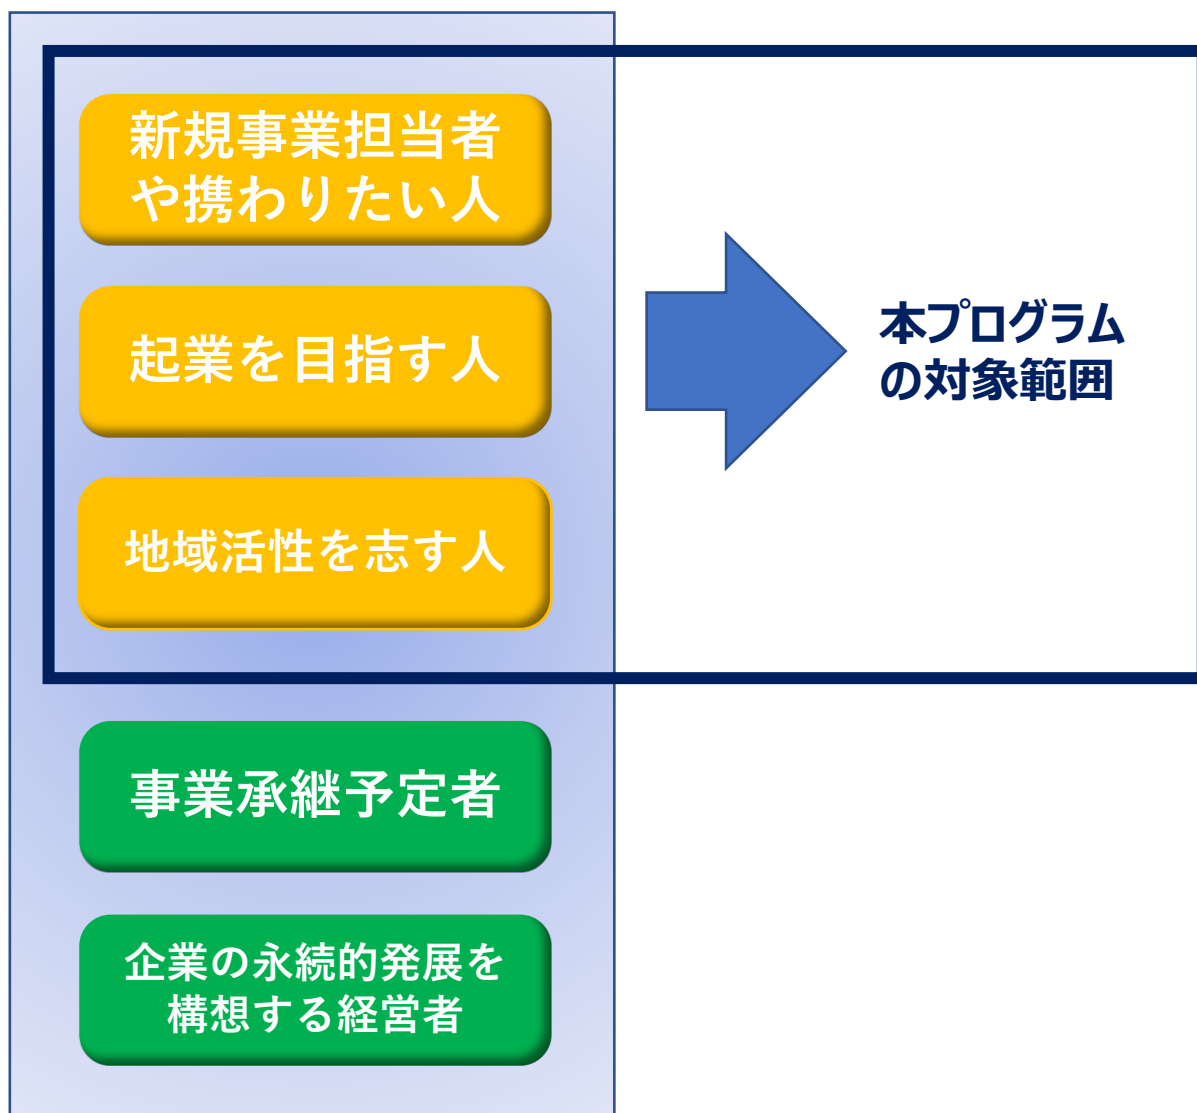 新規事業担当者
や携わりたい人
起業を目指す人
地域活性を志す人
本プログラム
の対象範囲
事業承継予定者
企業の永続的発展を
構想する経営者